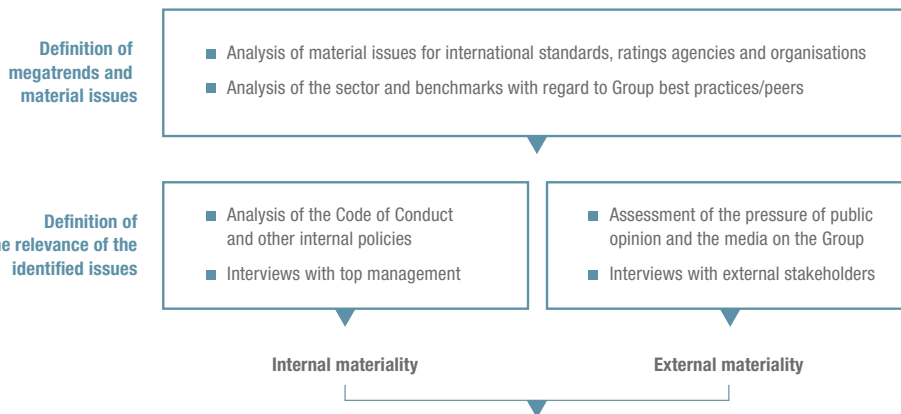 Definition of
megatrends and
material issues
Analysis of material issues for international standards, ratings agencies and organisations
Analysis of the sector and benchmarks with regard to Group best practices/peers
Definition of
relevance of the
identified issues
Analysis of the Code of Conduct
and other internal policies
Interviews with top management
Assessment of the pressure of public
opinion and the media on the Group
Interviews with external stakeholders
Internal materiality
External materiality